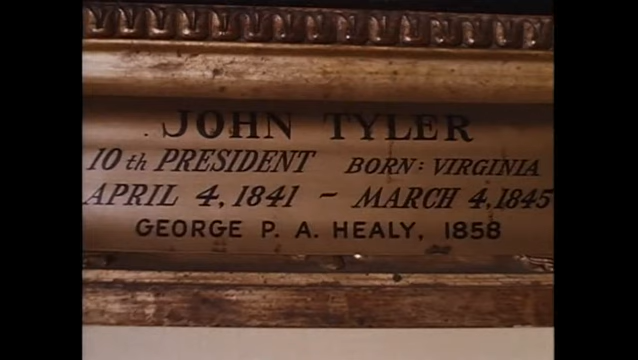 JOHN TYLER
10th PRESIDENT BORN: VIRGINIA
APRIL 4, 1841 ~ MARCH 4, 1845
GEORGE P. A. HEALY, 1858